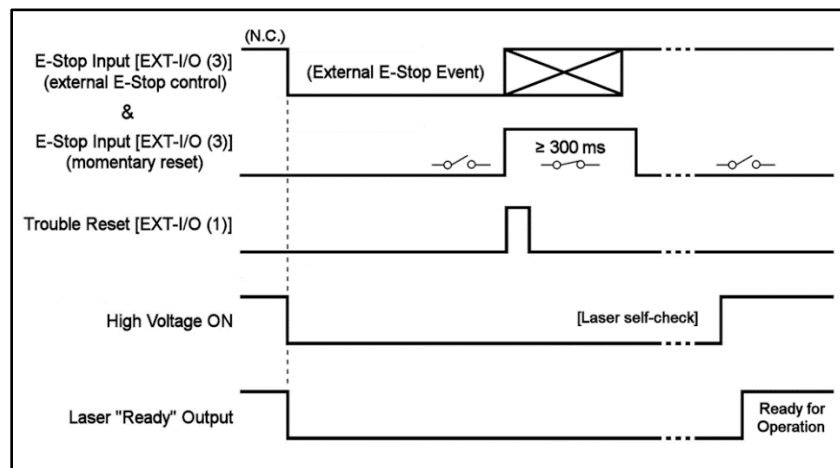 (N.C.)
E-Stop Input [EXT-I/O (3)]
(external E-Stop control)
(External E-Stop Event)
&
E-Stop Input [EXT-I/O (3)]
(momentary reset)
≥ 300 ms
Trouble Reset [EXT-I/O (1)]
High Voltage ON
[Laser self-check]
Laser "Ready" Output
Ready for
Operation